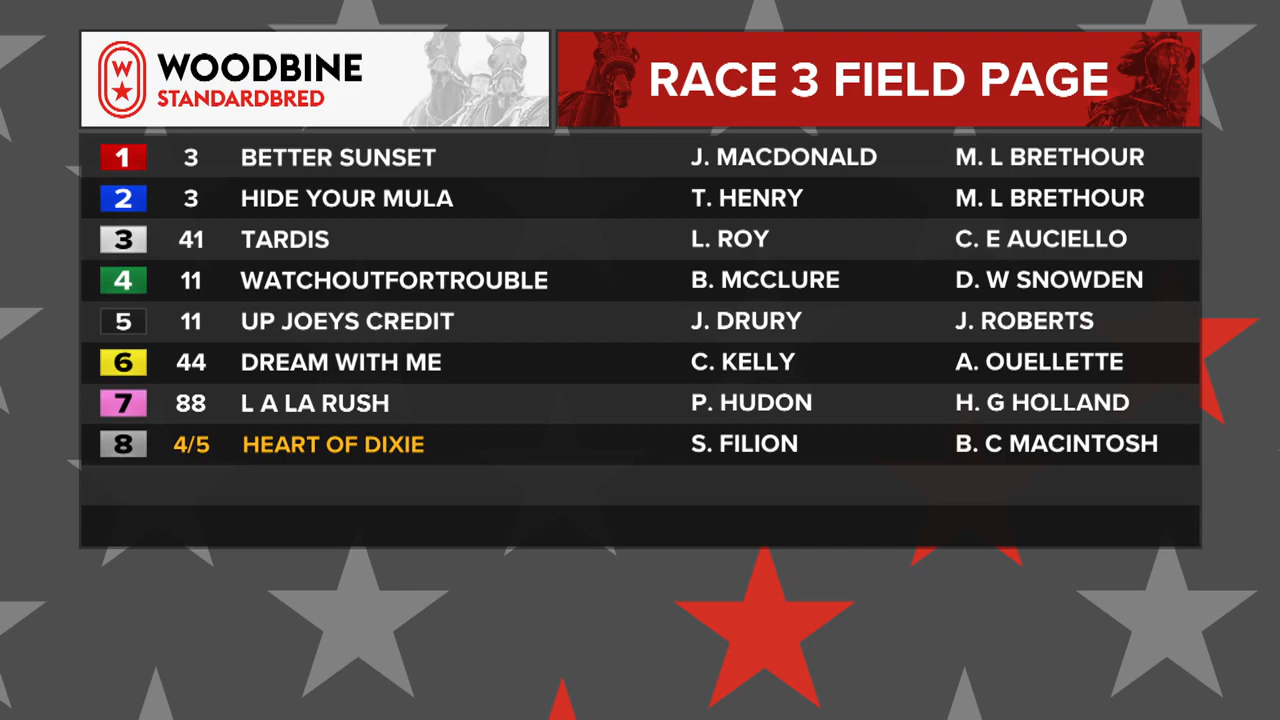 W
WOODBINE
STANDARDBRED
RACE 3 FIELD PAGE
1 3 BETTER SUNSET J. MACDONALD M. L BRETHOUR
2 3 HIDE YOUR MULA T. HENRY M. L BRETHOUR
3 41 TARDIS L. ROY C. E AUCIELLO
4 11 WATCHOUTFORTROUBLE B. MCCLURE D. W SNOWDEN
5 11 UP JOEYS CREDIT J. DRURY J. ROBERTS
6 44 DREAM WITH ME C. KELLY A. OUELLETTE
7 88 L A LA RUSH P. HUDON H. G HOLLAND
8 4/5 HEART OF DIXIE S. FILION B. C MACINTOSH